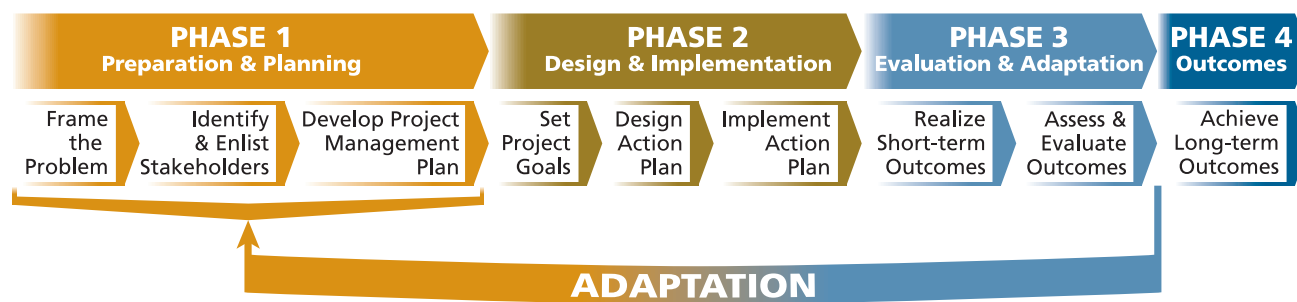 PHASE 1
Preparation & Planning
PHASE 2
Design & Implementation
PHASE 3
Evaluation & Adaptation
PHASE 4
Outcomes
Frame
the
Problem
Identify
& Enlist
Stakeholders
Develop Project
Management
Plan
Set
Project
Goals
Design
Action
Plan
Implement
Action
Plan
Realize
Short-term
Outcomes
Assess &
Evaluate
Outcomes
Achieve
Long-term
Outcomes
ADAPTATION